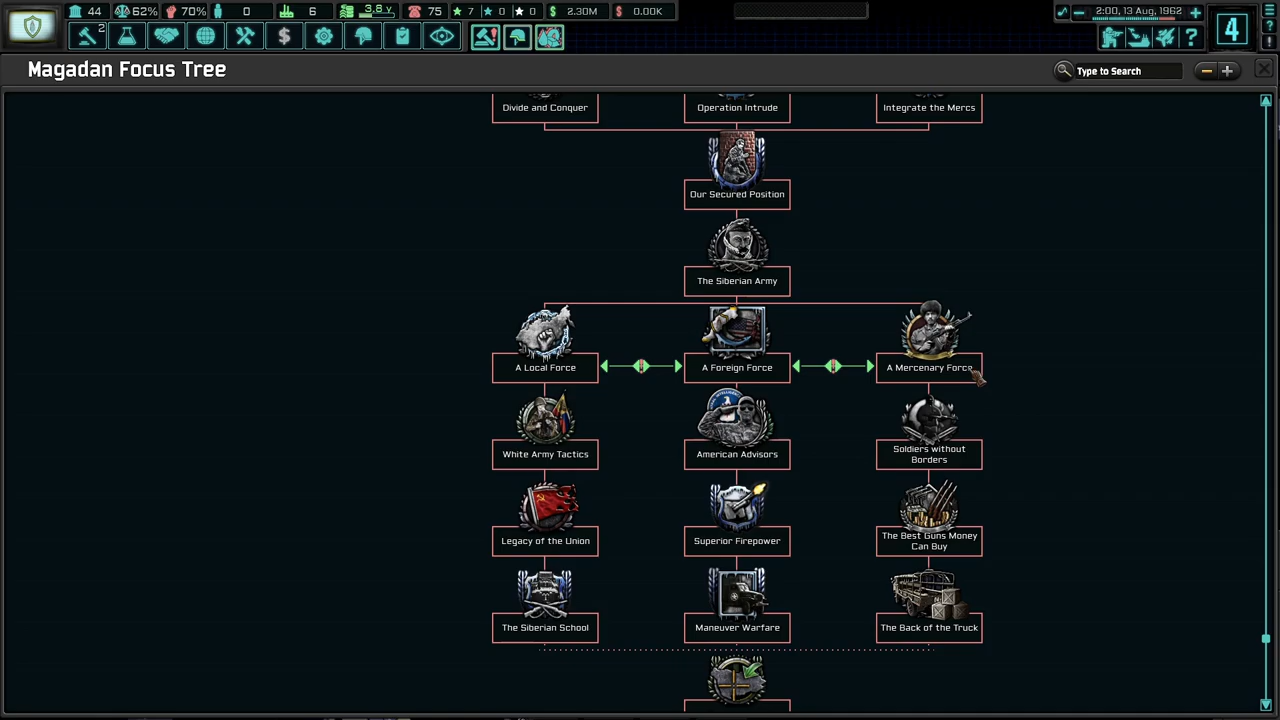 44 62% 70% 0 6 3.8 Y 75 7 0 0 $ 2.30M $ 0.00K 2:00, 13 Aug, 1962
2 4
Magadan Focus Tree Type to Search
Divide and Conquer Operation Intrude Integrate the Mercs
Our Secured Position
The Siberian Army
A Local Force A Foreign Force A Mercenary Force
White Army Tactics American Advisors Soldiers without
Borders
Legacy of the Union Superior Firepower The Best Guns Money
Can Buy
The Siberian School Maneuver Warfare The Back of the Truck